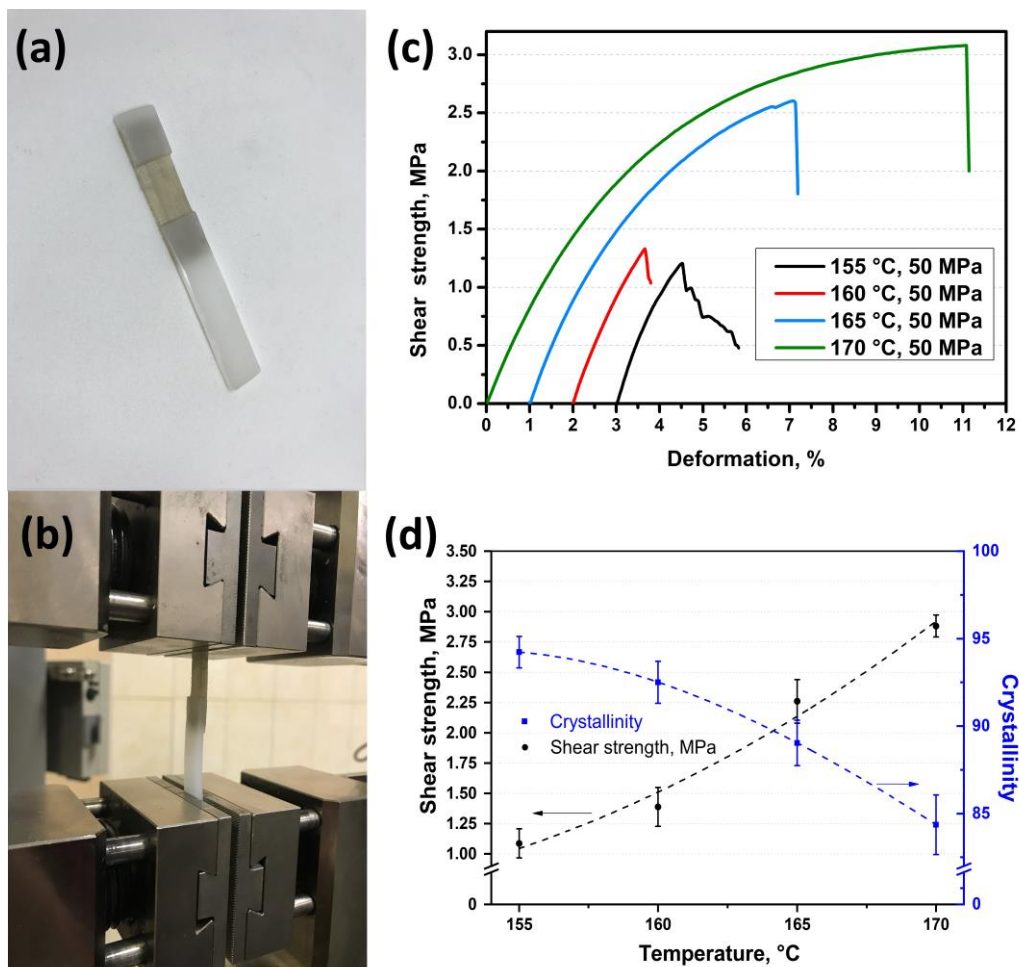 (a)
(c)
Shear strength, MPa
3.0
2.5
2.0
1.5
1.0
0.5
0.0
155 °C, 50 MPa
160 °C, 50 MPa
165 °C, 50 MPa
170 °C, 50 MPa
0 1 2 3 4 5 6 7 8 9 10 11 12
Deformation, %
(b)
(d)
Shear strength, MPa
3.50
3.25
3.00
2.75
2.50
2.25
2.00
1.75
1.50
1.25
1.00
0
Crystallinity
Shear strength, MPa
100
95
90
85
0
Crystallinity
155 160 165 170
Temperature, °C